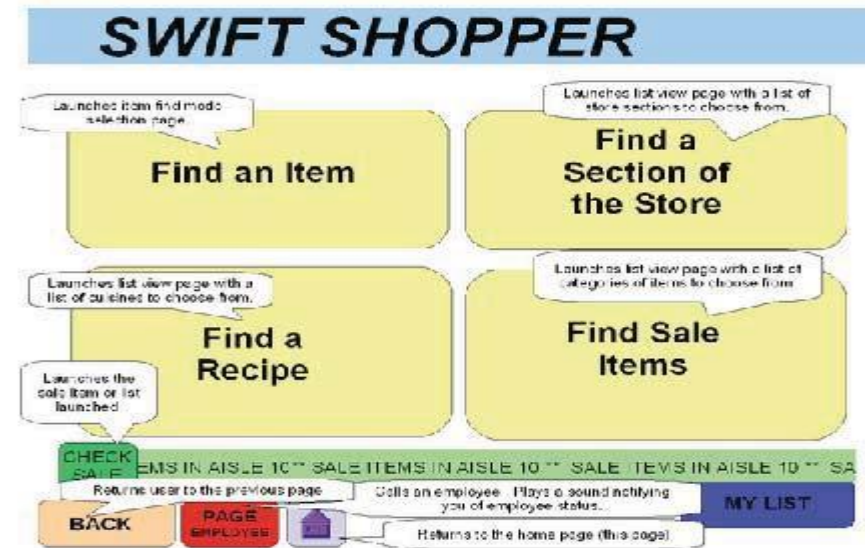 SWIFT SHOPPER
Launches item find mode
selection page
Find an Item
Launches list view page with a list of
store sections to choose from.
Find a
Section of
the Store
Launches list view page with a
list of cuisines to choose from.
Find a
Recipe
Launches list view page with a list of
categories of items to choose from
Find Sale
Items
Launches the
sale item or list
launched
CHECK
SALE
EMS IN AISLE 10** SALE ITEMS IN AISLE 10 ** SALE ITEMS IN AISLE 10 ** SA
Returns user to the previous page
Calls an employee. Plays a sound notifying
you of employee status...
BACK
PAGE
EMPLOYEE
Returns to the home page (this page)
MY LIST